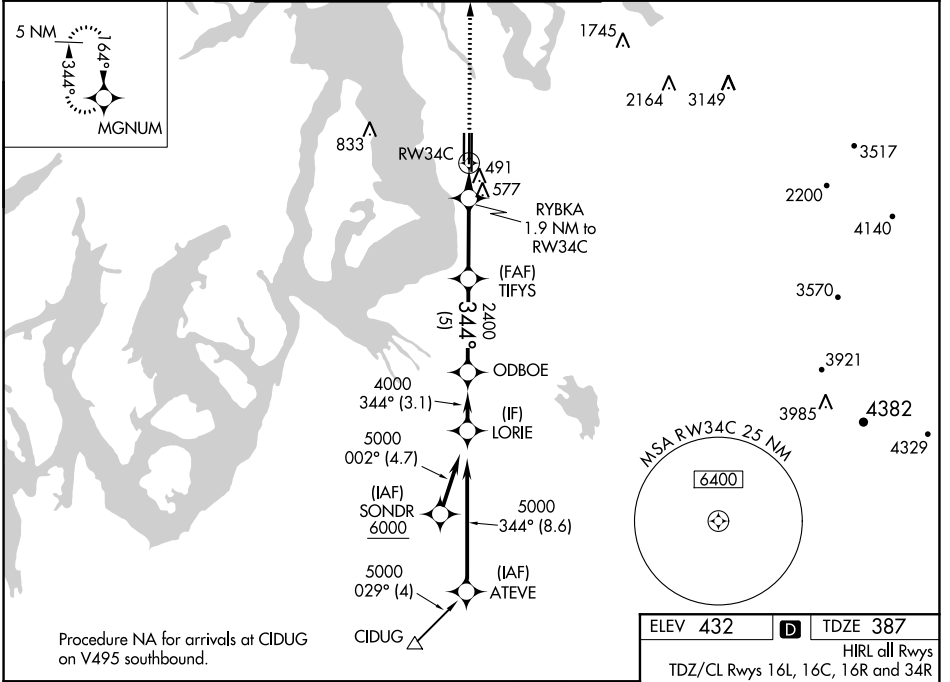 5 NM
164°
344°
MGNUM
1745
2164
3149
833
RW34C
491
577
3517
2200
4140
RYBKA
1.9 NM to
RW34C
(FAF)
TIFYS
3570
2400
344°
(5)
ODBOE
3921
4000
344° (3.1)
3985
4382
4329
(IF)
LORIE
5000
002° (4.7)
MSA RW34C 25 NM
6400
(IAF)
SONDR
6000
5000
344° (8.6)
5000
029° (4)
(IAF)
ATEVE
CIDUG
Procedure NA for arrivals at CIDUG
on V495 southbound.
ELEV 432 D TDZE 387
HIRL all Rwys
TDZ/CL Rwys 16L, 16C, 16R and 34R